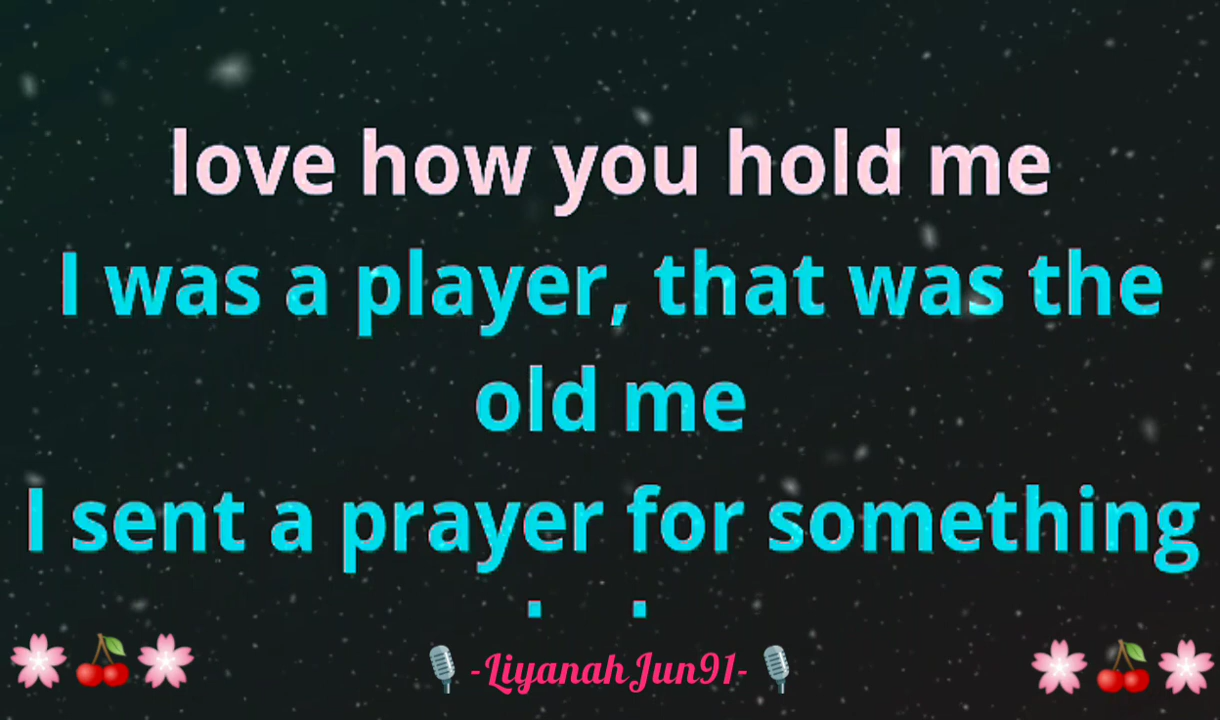 love how you hold me
I was a player, that was the
old me
I sent a prayer for something
-LiyanahJun91-